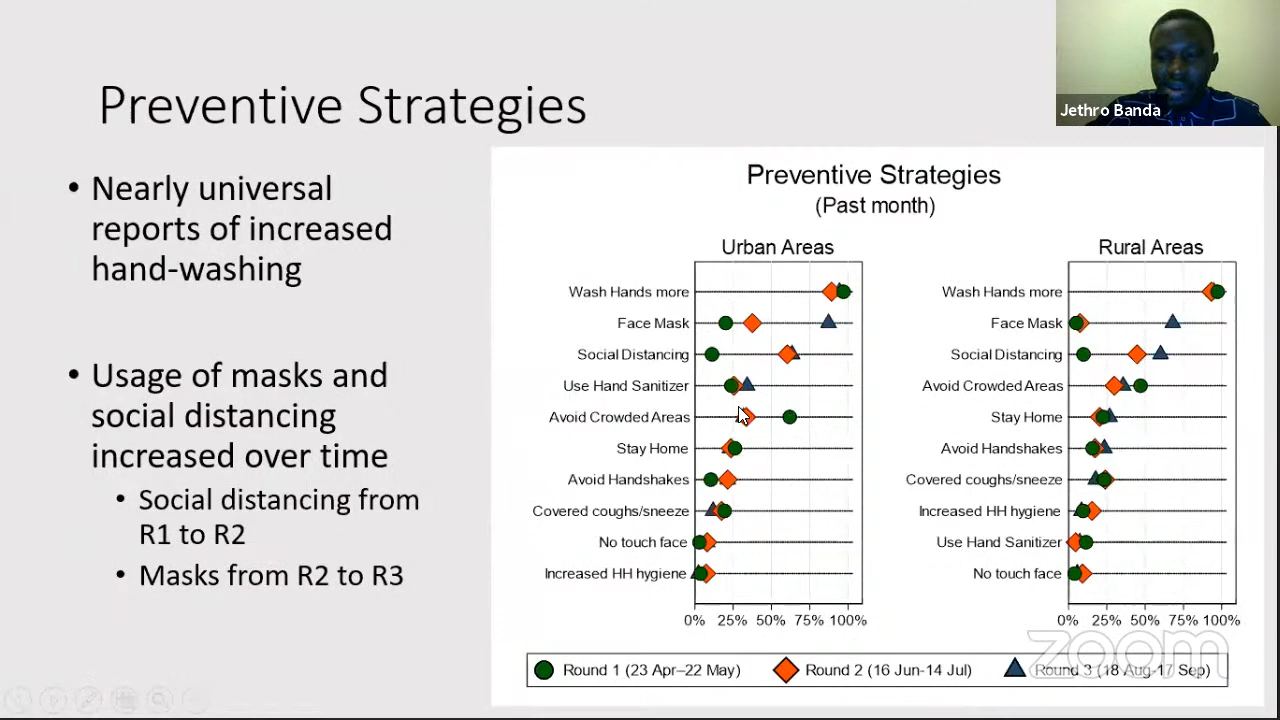 Jethro Banda
Preventive Strategies
• Nearly universal
reports of increased
hand-washing
• Usage of masks and
social distancing
increased over time
• Social distancing from
R1 to R2
• Masks from R2 to R3
Preventive Strategies
(Past month)
Urban Areas
Wash Hands more
Face Mask
Social Distancing
Use Hand Sanitizer
Avoid Crowded Areas
Stay Home
Avoid Handshakes
Covered coughs/sneeze
No touch face
Increased HH hygiene
0% 25% 50% 75% 100%
Rural Areas
Wash Hands more
Face Mask
Social Distancing
Avoid Crowded Areas
Stay Home
Avoid Handshakes
Covered coughs/sneeze
Increased HH hygiene
Use Hand Sanitizer
No touch face
0% 25% 50% 75% 100%
Round 1 (23 Apr–22 May) Round 2 (16 Jun-14 Jul) Round 3 (18 Aug-17 Sep)
zoom